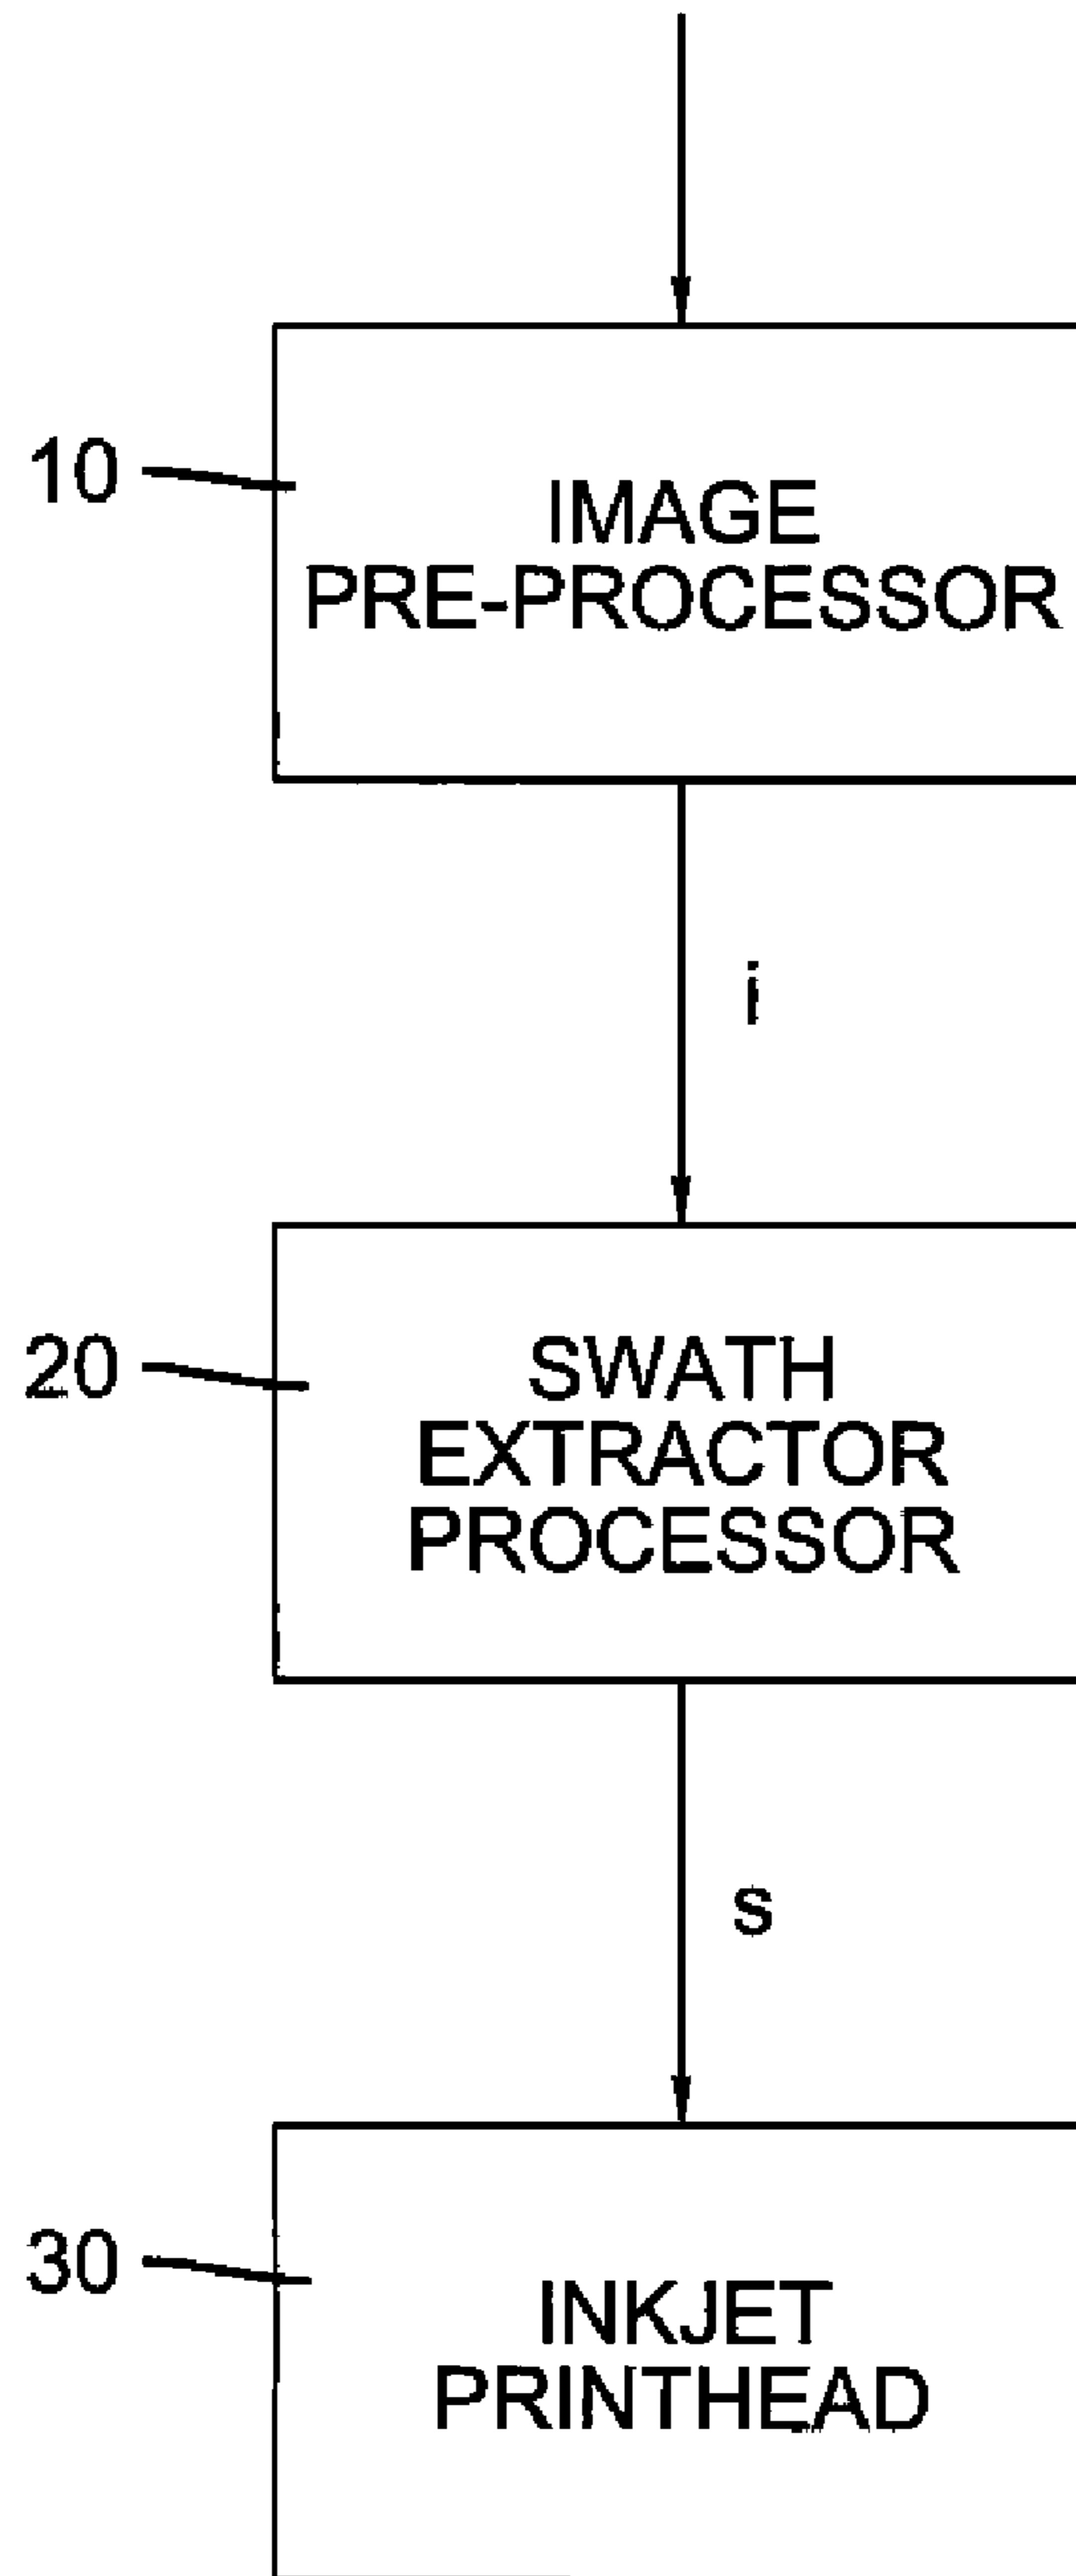 10
IMAGE
PRE-PROCESSOR
i
20
SWATH
EXTRACTOR
PROCESSOR
s
30
INKJET
PRINTHEAD